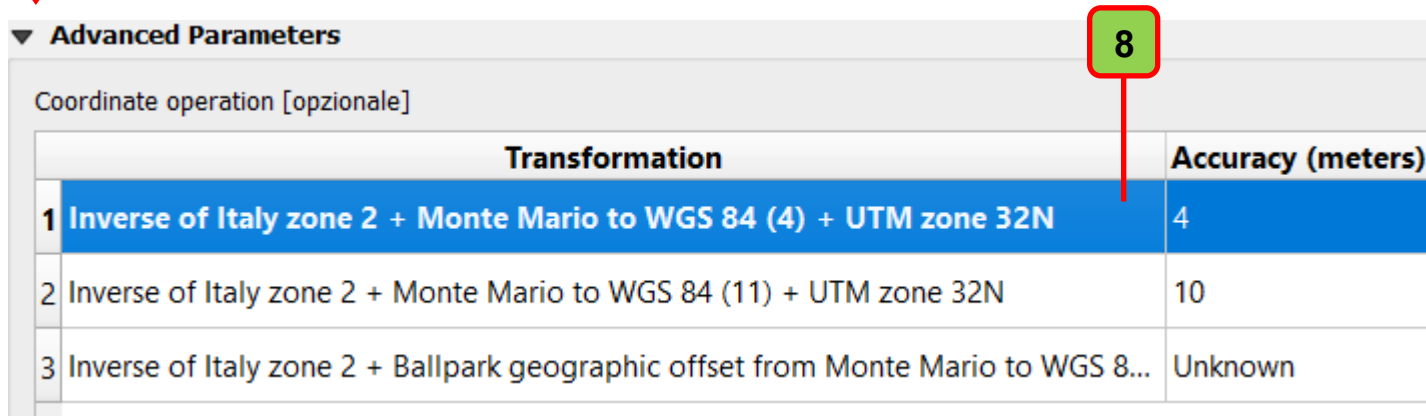 Advanced Parameters
8
Coordinate operation [opzionale]
Transformation Accuracy (meters)
1 Inverse of Italy zone 2 + Monte Mario to WGS 84 (4) + UTM zone 32N 4
2 Inverse of Italy zone 2 + Monte Mario to WGS 84 (11) + UTM zone 32N 10
3 Inverse of Italy zone 2 + Ballpark geographic offset from Monte Mario to WGS 8... Unknown